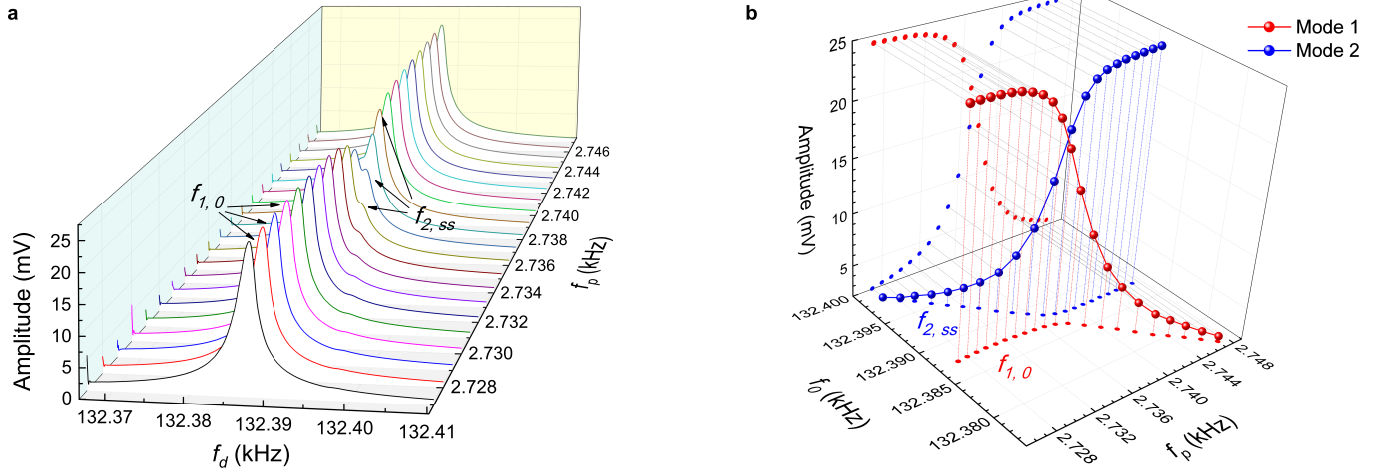 a
Amplitude (mV)
25
20
15
10
5
0
132.37
132.38
132.39
132.40
132.41
f_d (kHz)
2.746
2.744
2.742
2.740
2.738
2.736
2.734
2.732
2.730
2.728
f_p (kHz)
f_1, 0
f_2, ss
b
Mode 1
Mode 2
Amplitude (mV)
25
20
15
10
5
132.400
132.395
132.390
132.385
132.380
f_0 (kHz)
2.728
2.732
2.736
2.740
2.744
2.748
f_p (kHz)
f_2, ss
f_1, 0